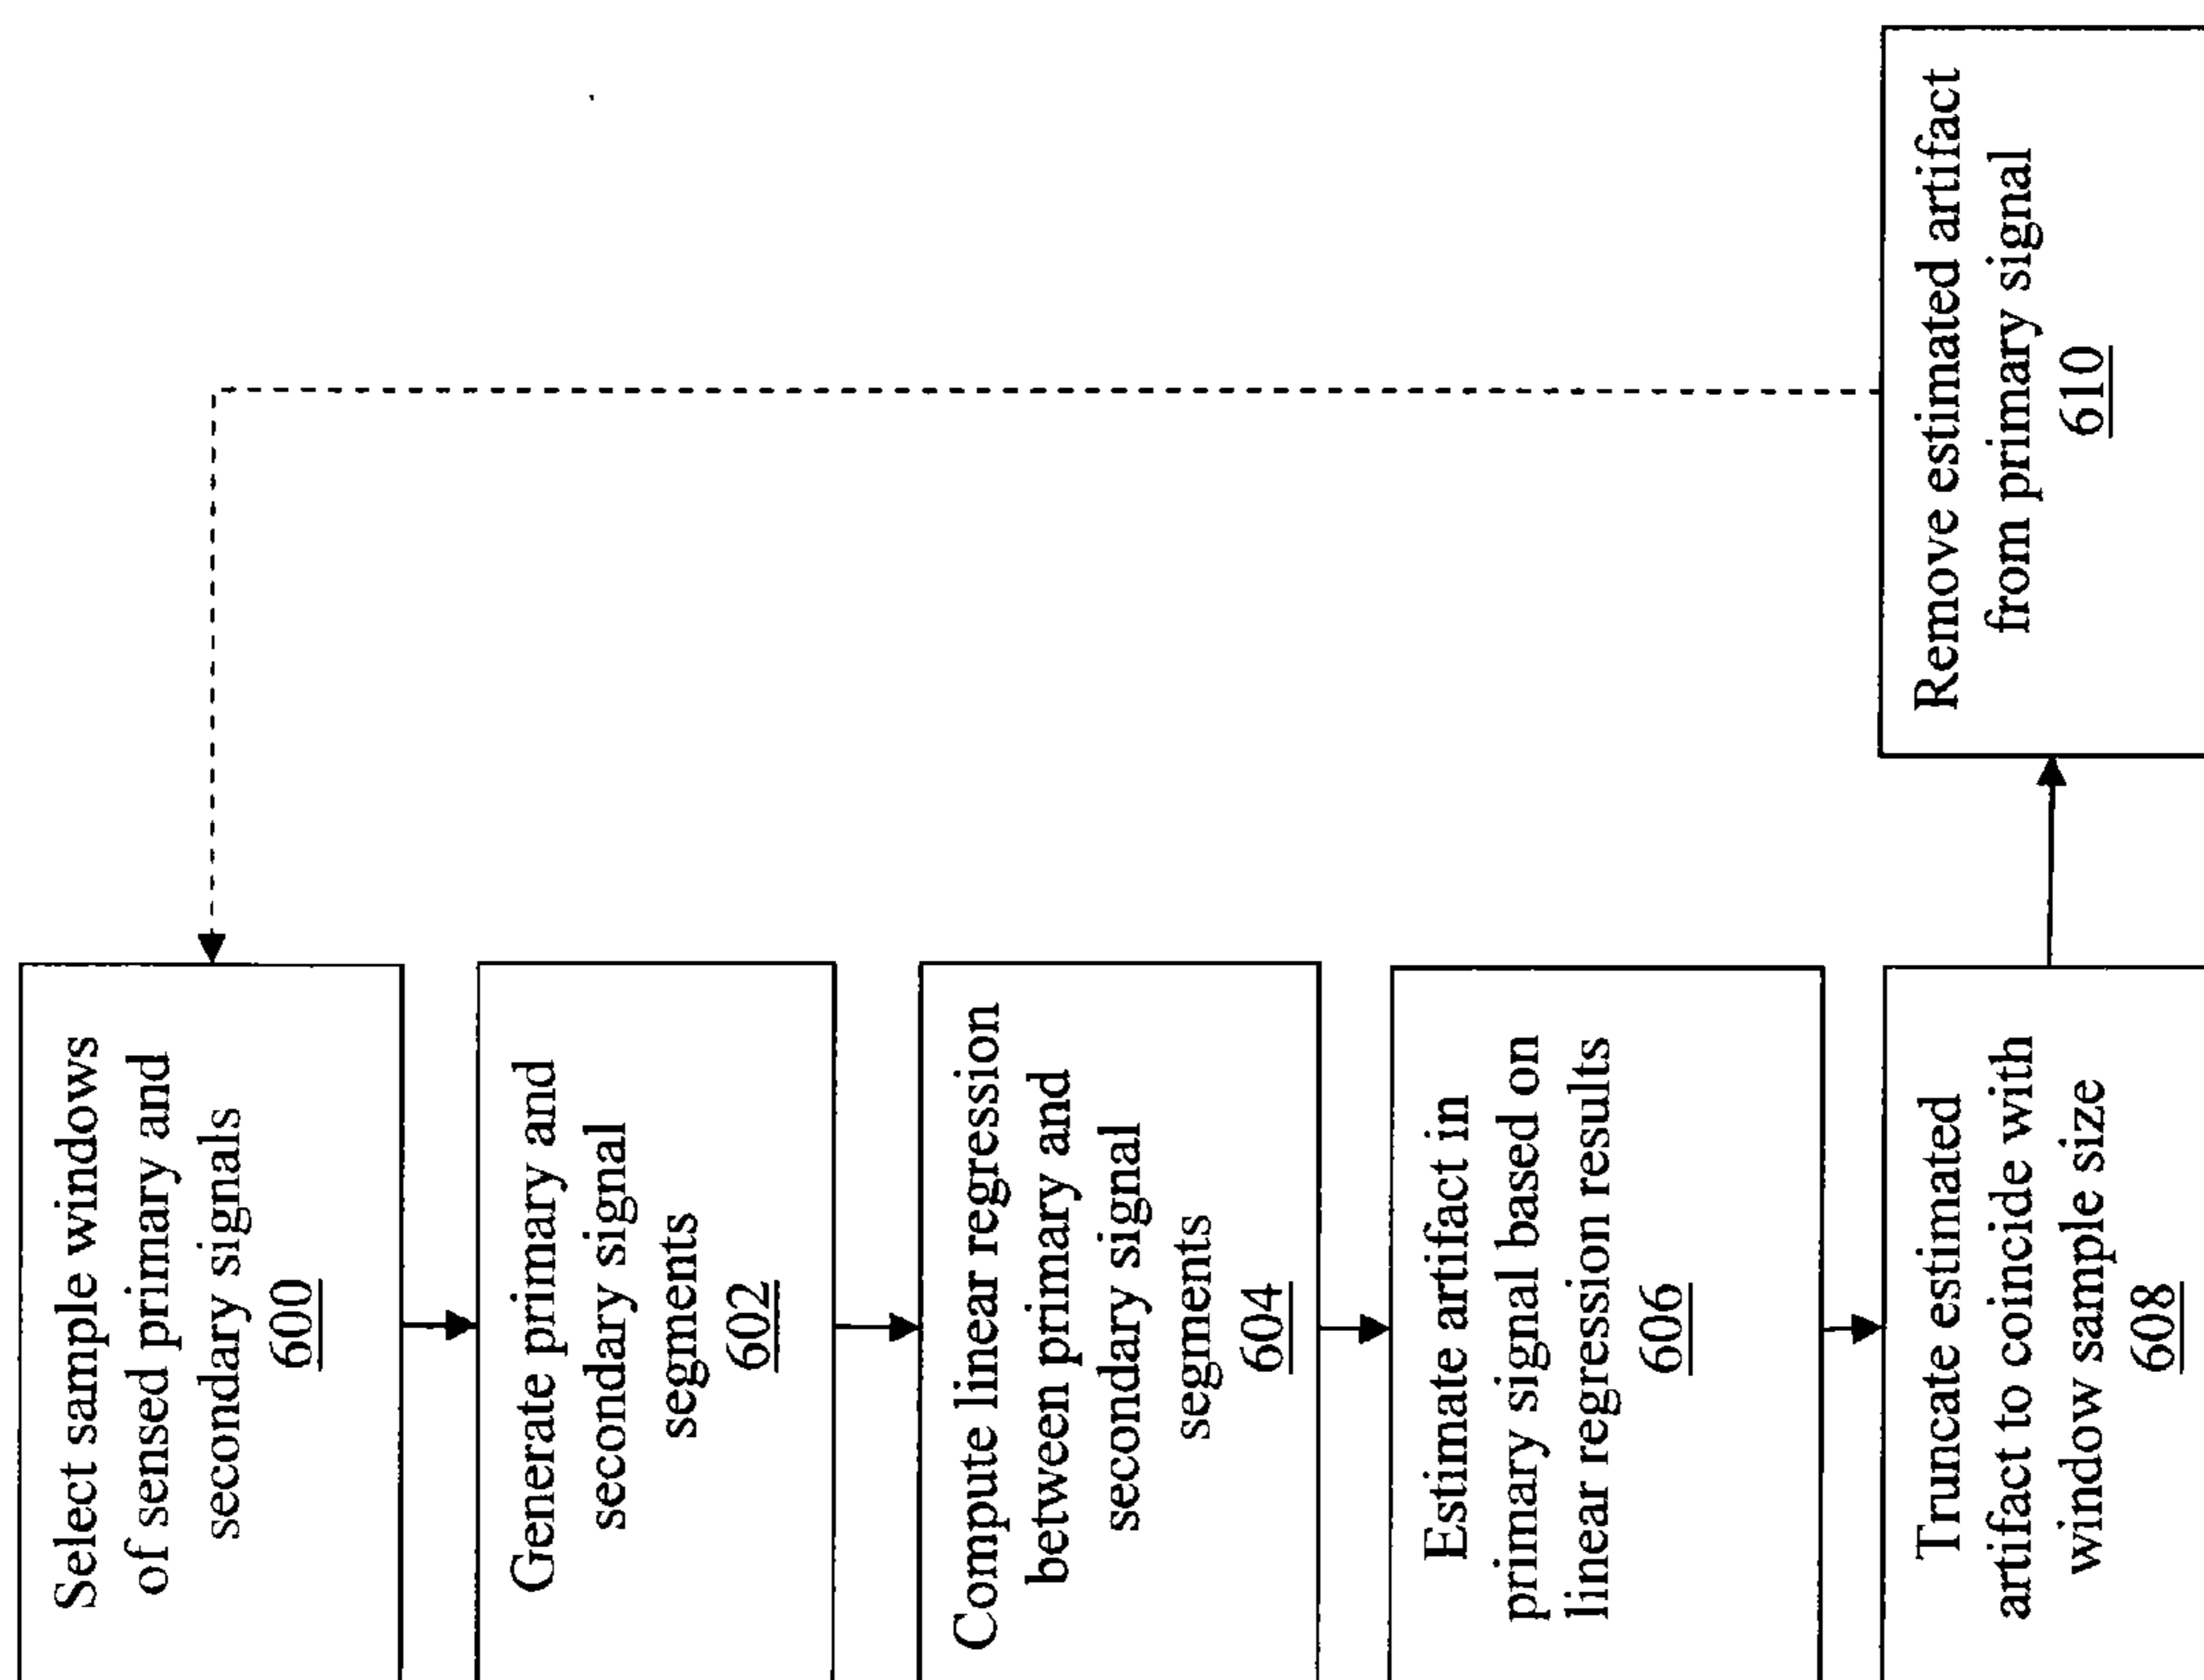 Select sample windows
of sensed primary and
secondary signals
600
Generate primary and
secondary signal
segments
602
Compute linear regression
between primary and
secondary signal
segments
604
Estimate artifact in
primary signal based on
linear regression results
606
Truncate estimated
artifact to coincide with
window sample size
608
Remove estimated artifact
from primary signal
610